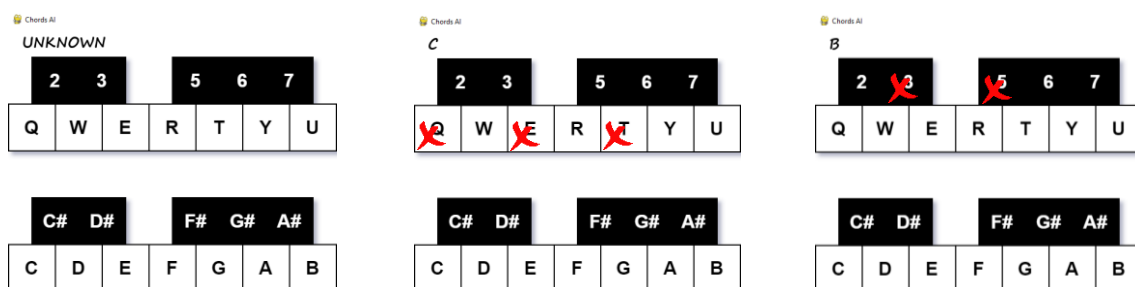 Chords AI
UNKNOWN
2 3 5 6 7
Q W E R T Y U
C# D# F# G# A#
C D E F G A B
Chords AI
C
2 3 5 6 7
Q W E R T Y U
C# D# F# G# A#
C D E F G A B
Chords AI
B
2 3 5 6 7
Q W E R T Y U
C# D# F# G# A#
C D E F G A B